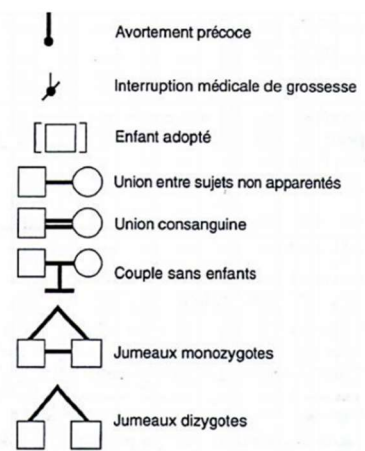 Avortement précoce
Interruption médicale de grossesse
Enfant adopté
Union entre sujets non apparentés
Union consanguine
Couple sans enfants
Jumeaux monozygotes
Jumeaux dizygotes